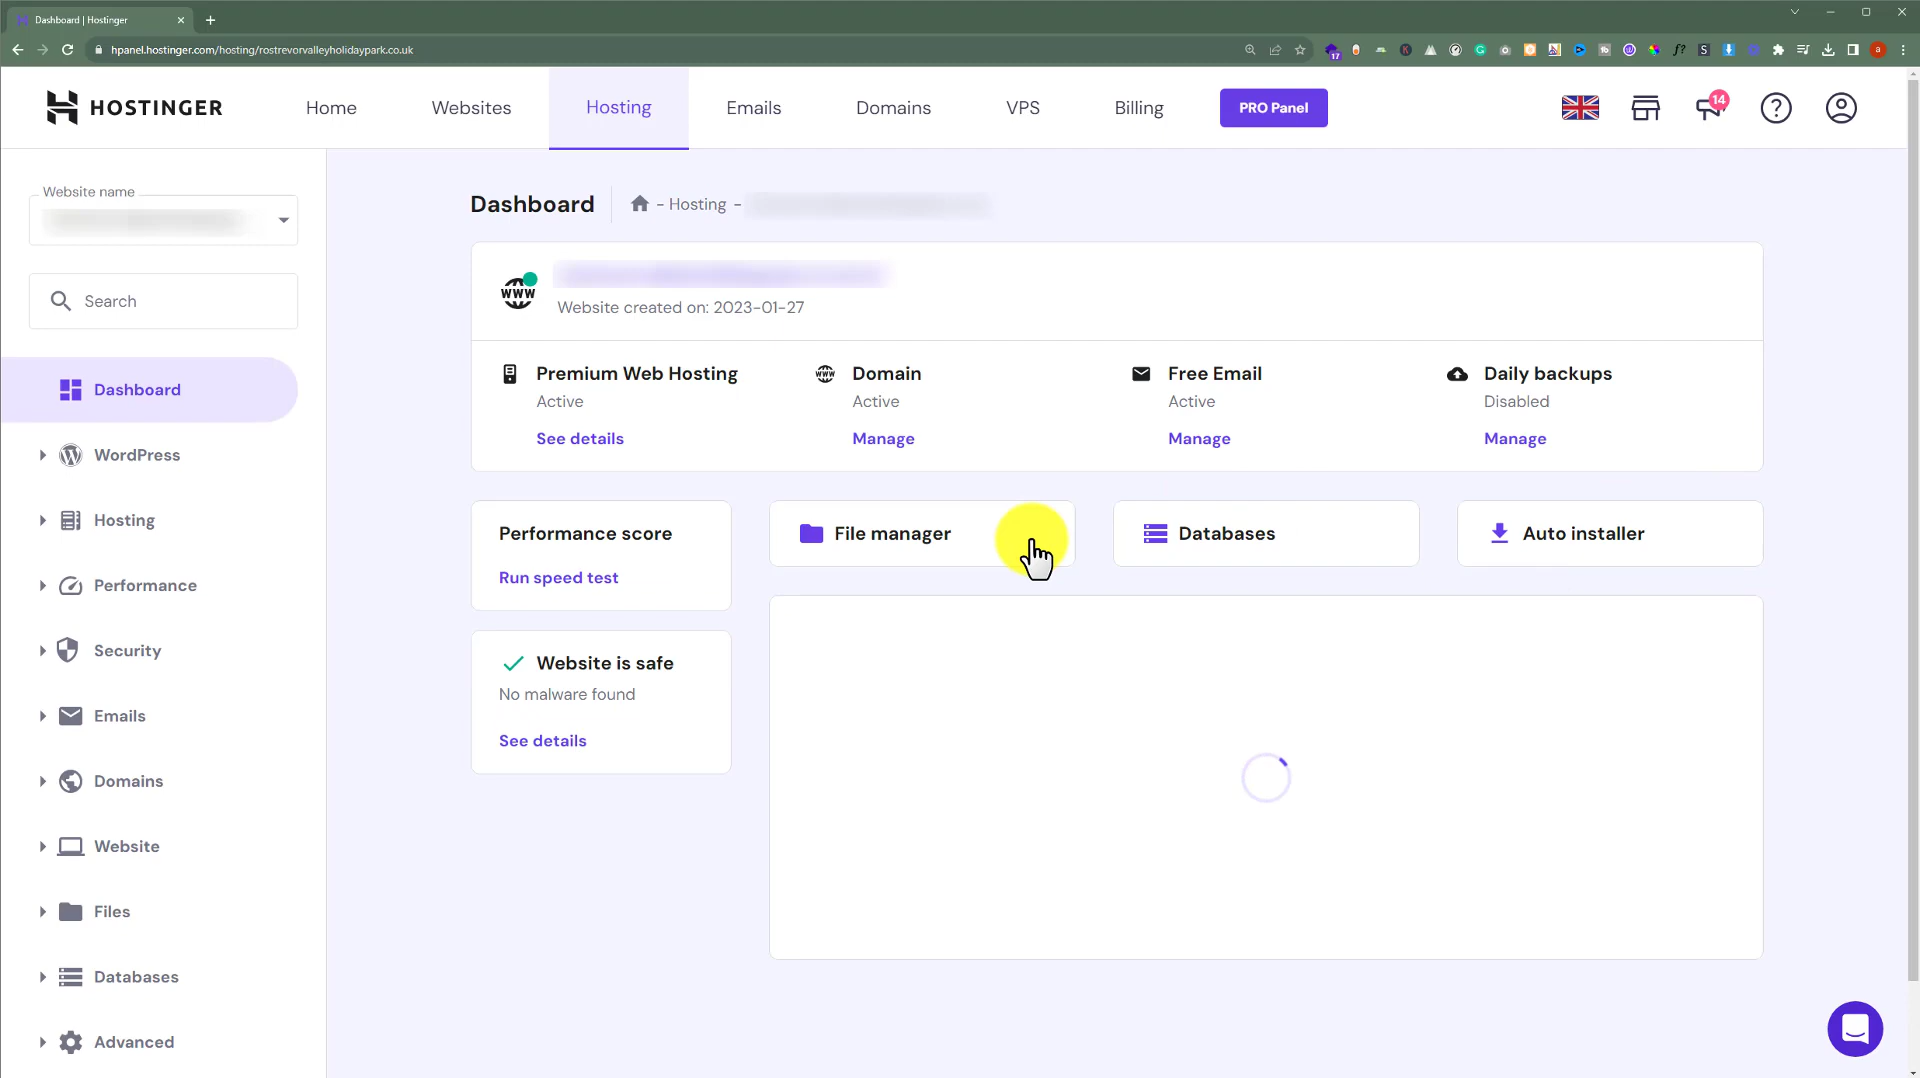 Dashboard | Hostinger
hpanel.hostinger.com/hosting/rostrevorvalleyholidaypark.co.uk
17
a
HOSTINGER
Home
Websites
Hosting
Emails
Domains
VPS
Billing
PRO Panel
14
Website name
Search
Dashboard
WordPress
Hosting
Performance
Security
Emails
Domains
Website
Files
Databases
Advanced
Dashboard
- Hosting -
www
Website created on: 2023-01-27
Premium Web Hosting
Active
See details
www
Domain
Active
Manage
Free Email
Active
Manage
Daily backups
Disabled
Manage
Performance score
Run speed test
File manager
Databases
Auto installer
Website is safe
No malware found
See details